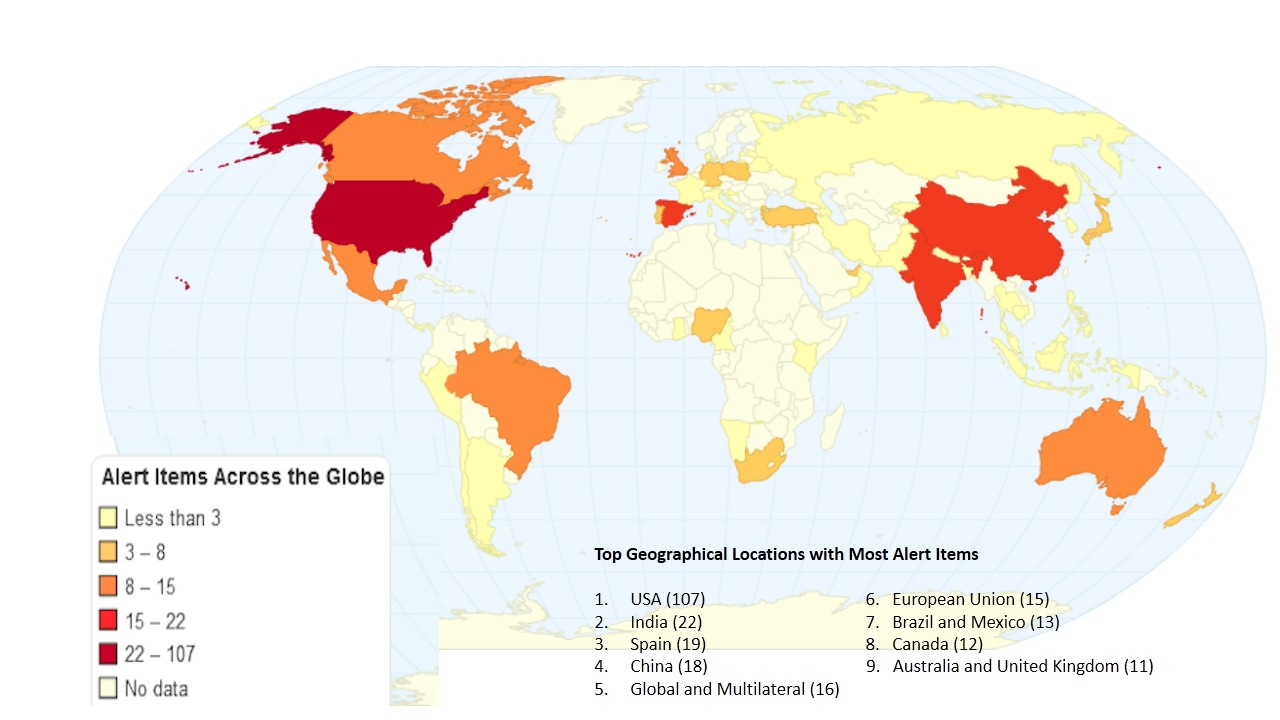 Alert Items Across the Globe
Less than 3
3 – 8
8 – 15
15 – 22
22 – 107
No data
Top Geographical Locations with Most Alert Items
1. USA (107)
2. India (22)
3. Spain (19)
4. China (18)
5. Global and Multilateral (16)
6. European Union (15)
7. Brazil and Mexico (13)
8. Canada (12)
9. Australia and United Kingdom (11)